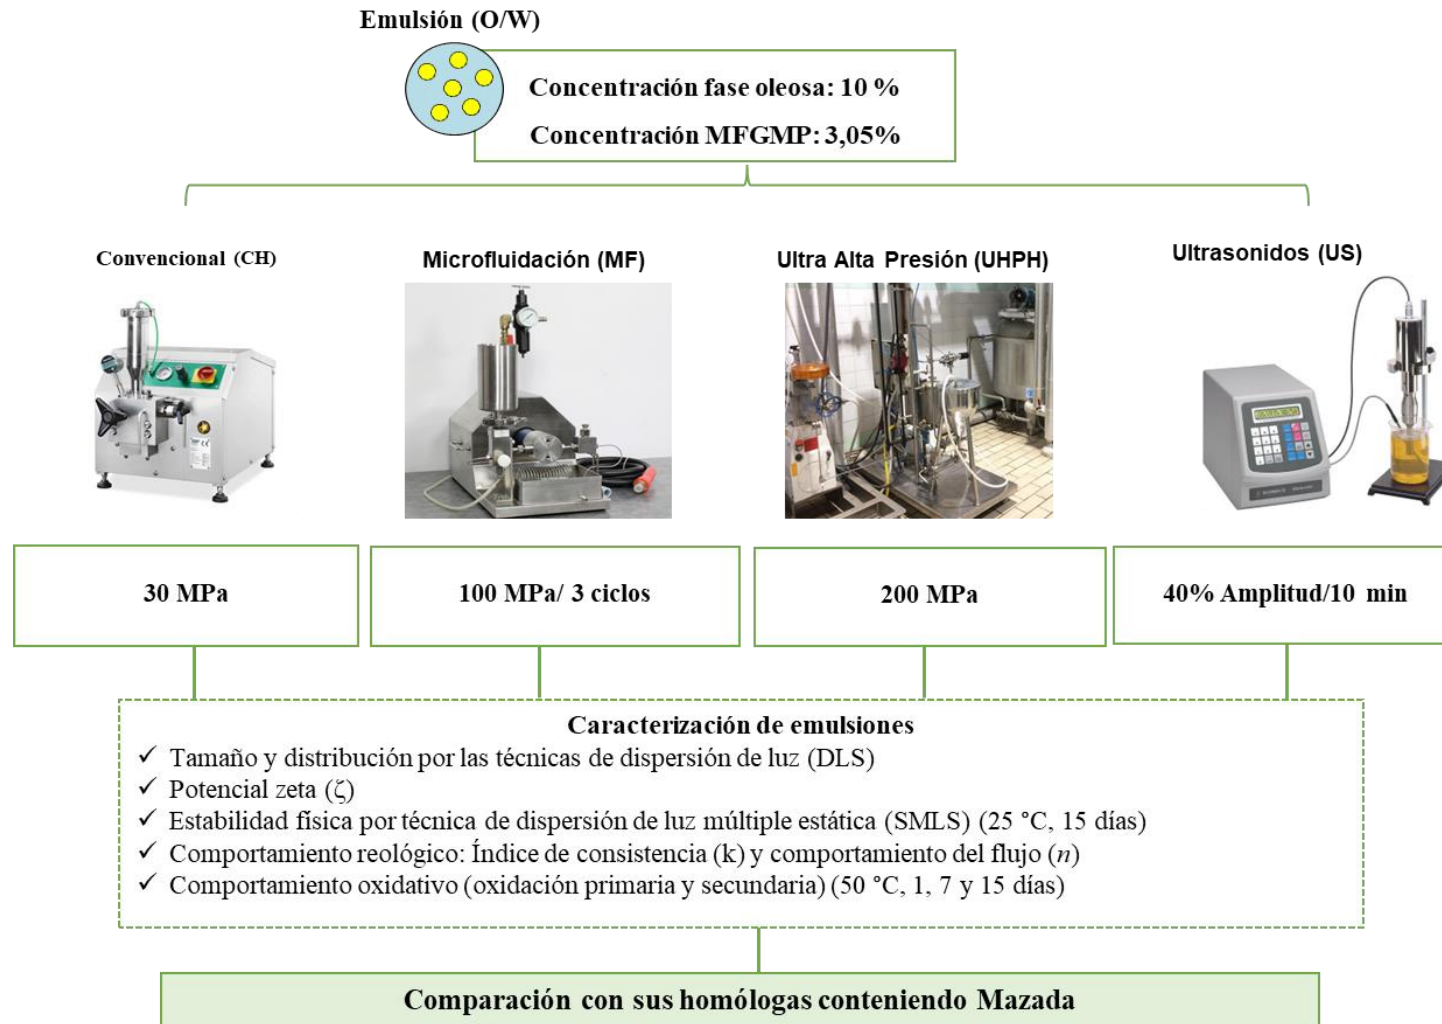 Emulsión (O/W)
Concentración fase oleosa: 10 %
Concentración MFGMP: 3,05%
Convencional (CH)
Microfluidación (MF)
Ultra Alta Presión (UHPH)
Ultrasonidos (US)
30 MPa
100 MPa/ 3 ciclos
200 MPa
40% Amplitud/10 min
Caracterización de emulsiones
✓ Tamaño y distribución por las técnicas de dispersión de luz (DLS)
✓ Potencial zeta (ζ)
✓ Estabilidad física por técnica de dispersión de luz múltiple estática (SMLS) (25 °C, 15 días)
✓ Comportamiento reológico: Índice de consistencia (k) y comportamiento del flujo (n)
✓ Comportamiento oxidativo (oxidación primaria y secundaria) (50 °C, 1, 7 y 15 días)
Comparación con sus homólogas conteniendo Mazada